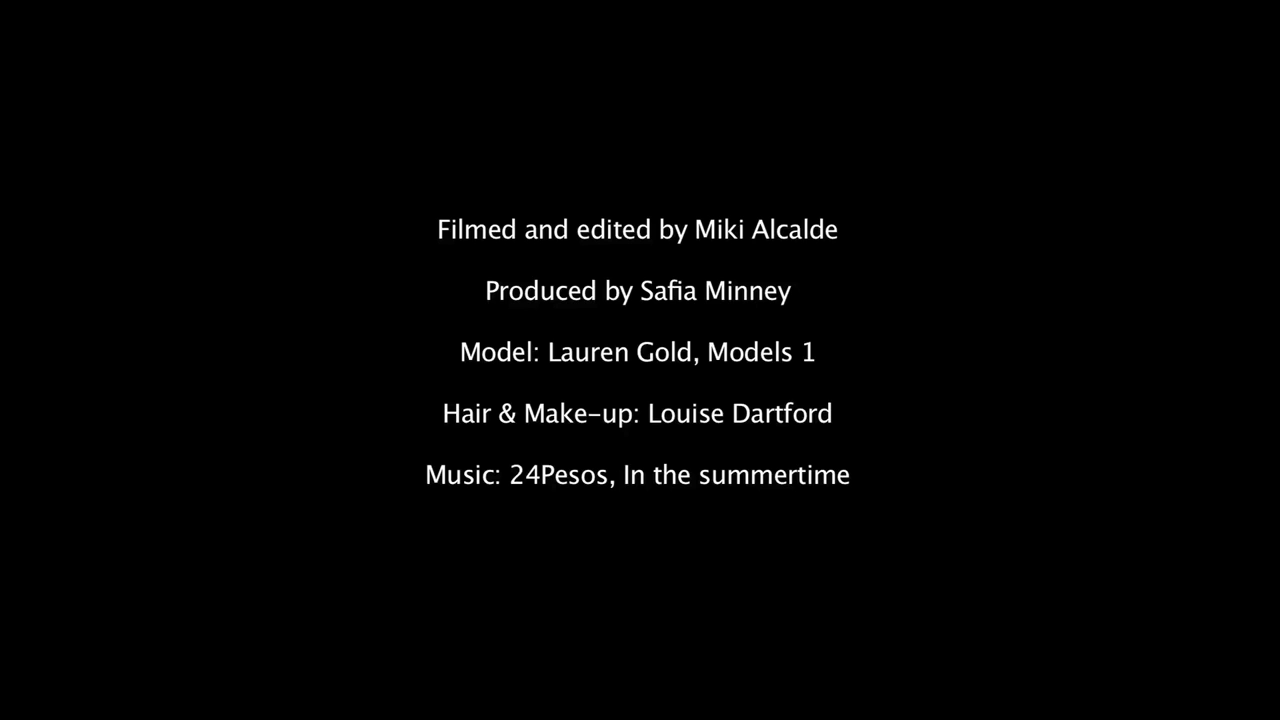 Filmed and edited by Miki Alcalde
Produced by Safia Minney
Model: Lauren Gold, Models 1
Hair & Make-up: Louise Dartford
Music: 24Pesos, In the summertime